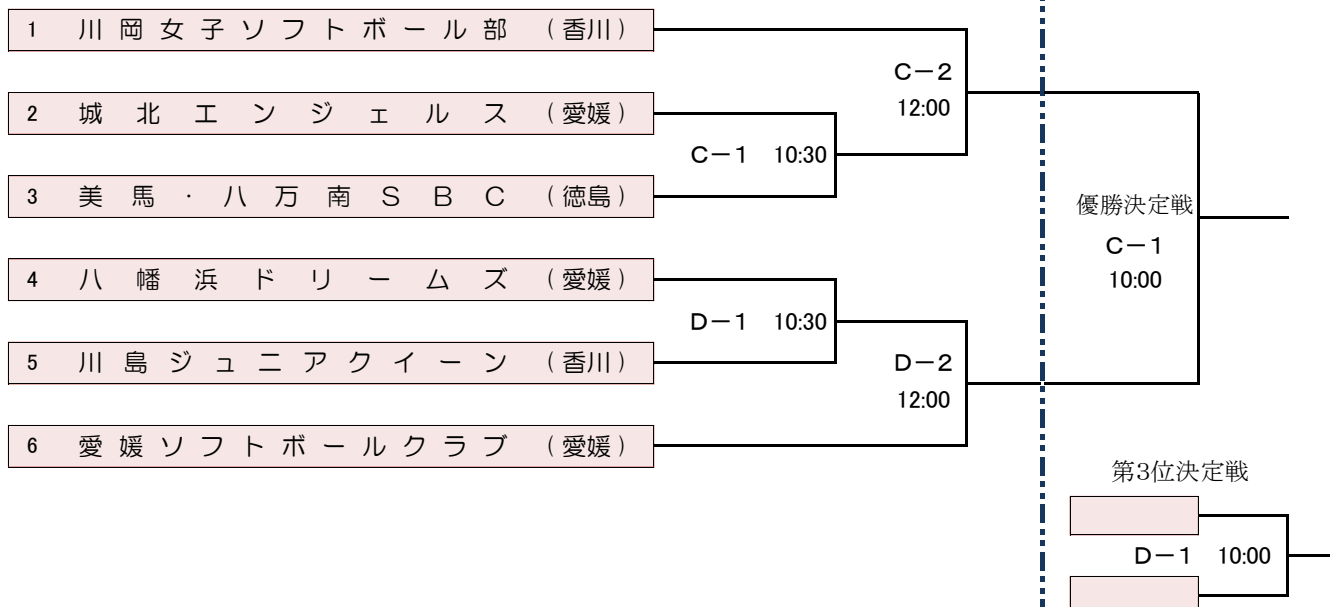 1 川岡女子ソフトボール部 （香川）
C－2
12:00
2 城北エンジェルス （愛媛）
C－1 10:30
3 美馬・八万南ＳＢＣ （徳島）
優勝決定戦
C－1
10:00
4 八幡浜ドリームズ （愛媛）
D－1 10:30
5 川島ジュニアクイーン （香川）
D－2
12:00
6 愛媛ソフトボールクラブ （愛媛）
第3位決定戦
D－1 10:00